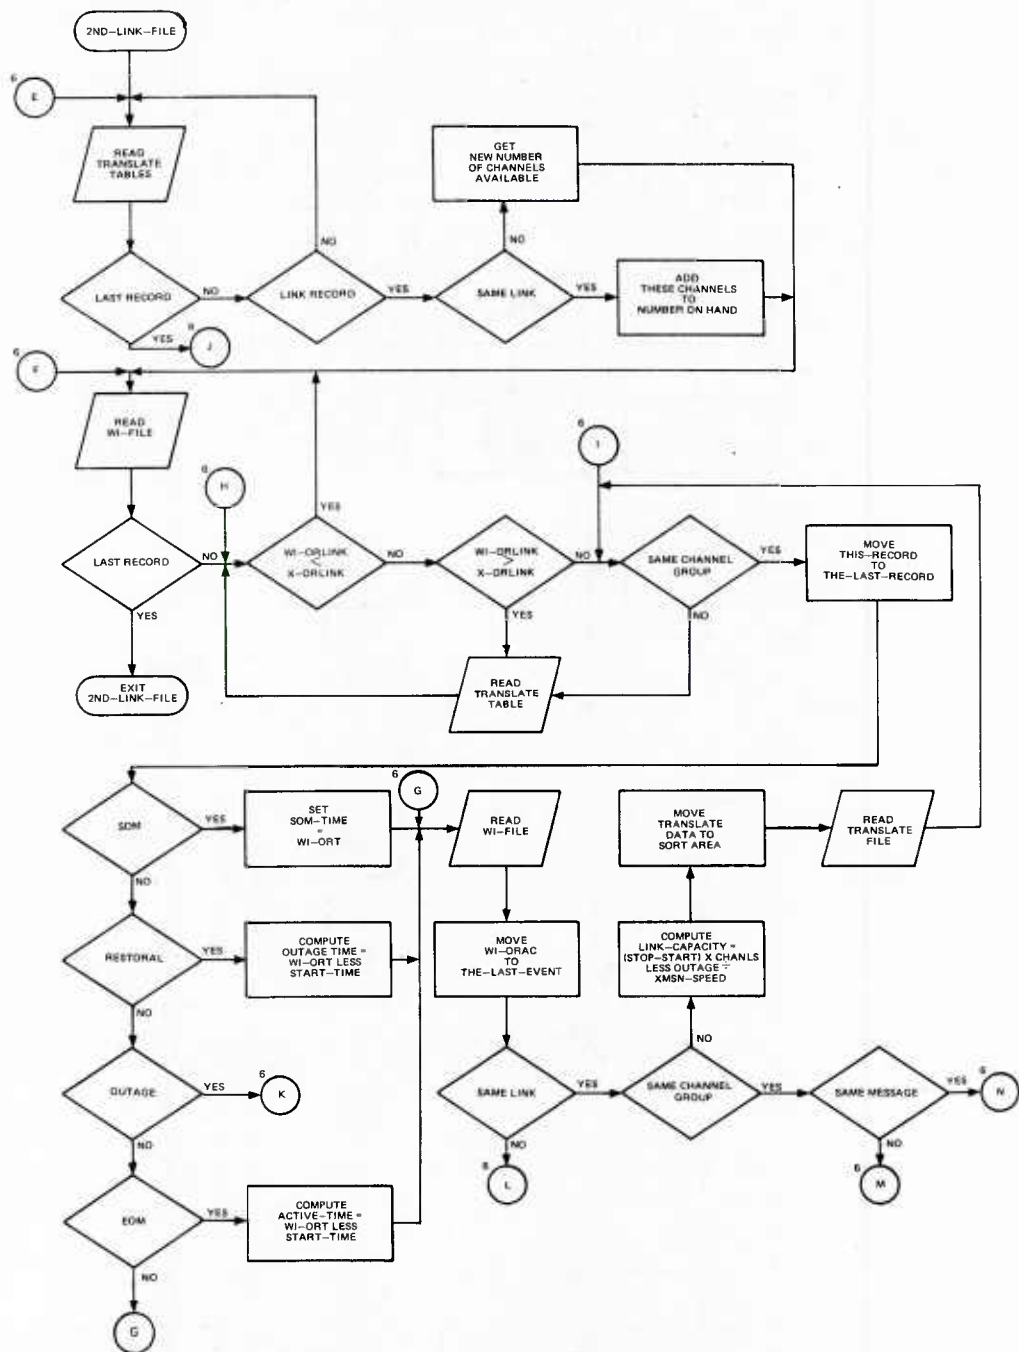 2ND-LINK-FILE
6
E
READ
TRANSLATE
TABLES
GET
NEW NUMBER
OF CHANNELS
AVAILABLE
NO
NO
LAST RECORD
NO
LINK RECORD
YES
SAME LINK
YES
ADD
THESE CHANNELS
TO
NUMBER ON HAND
YES
J
6
F
READ
WI-FILE
6
I
6
H
YES
LAST RECORD
NO
WI-ORLINK
<
X-ORLINK
NO
WI-ORLINK
>
X-ORLINK
NO
SAME CHANNEL
GROUP
YES
MOVE
THIS-RECORD
TO
THE-LAST-RECORD
YES
YES
NO
EXIT
2ND-LINK-FILE
READ
TRANSLATE
TABLE
6
G
SOM
YES
SET
SOM-TIME
=
WI-ORT
READ
WI-FILE
MOVE
TRANSLATE
DATA TO
SORT AREA
READ
TRANSLATE
FILE
NO
RESTORAL
YES
COMPUTE
OUTAGE TIME =
WI-ORT LESS
START-TIME
MOVE
WI-ORAC
TO
THE-LAST-EVENT
COMPUTE
LINK-CAPACITY =
(STOP-START) X CHANLS
LESS OUTAGE ÷
XMSN-SPEED
NO
NO
OUTAGE
YES
6
K
SAME LINK
YES
SAME CHANNEL
GROUP
YES
SAME MESSAGE
YES
6
N
NO
NO
NO
6
L
6
M
EOM
YES
COMPUTE
ACTIVE-TIME =
WI-ORT LESS
START-TIME
NO
G